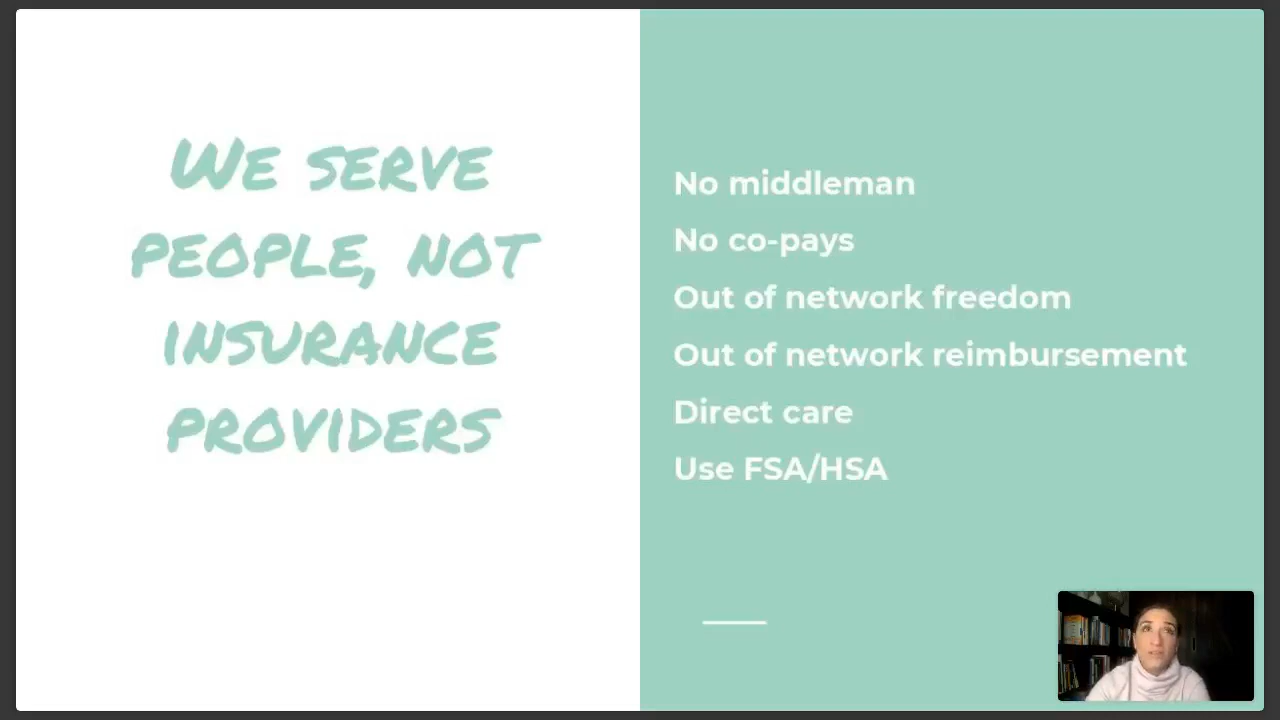 We serve
people, not
insurance
providers
No middleman
No co-pays
Out of network freedom
Out of network reimbursement
Direct care
Use FSA/HSA